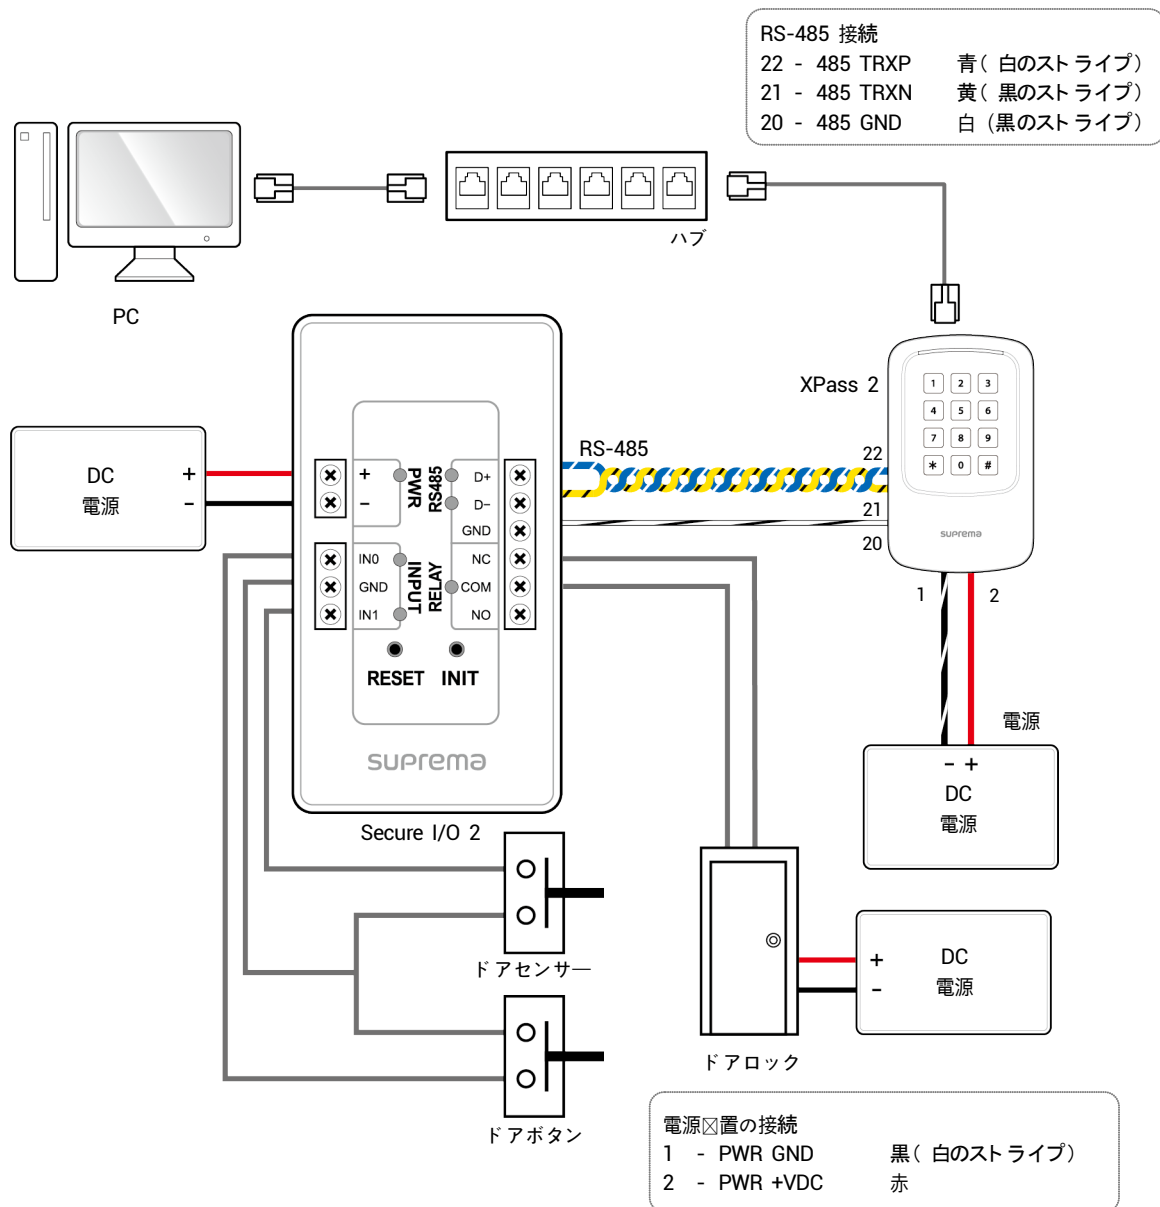 RS-485 接続
22 - 485 TRXP 青( 白のストライプ)
21 - 485 TRXN 黄( 黒のストライプ)
20 - 485 GND 白 (黒のストライプ)
ハブ
PC
XPass 2
1 2 3
4 5 6
7 8 9
* 0 #
suprema
RS-485
22
21
20
1
2
DC
電源
+
-
+
-
PWR
RS485
D+
D-
GND
IN0
GND
IN1
INPUT
RELAY
NC
COM
NO
RESET INIT
suprema
Secure I/O 2
電源
- +
DC
電源
ドアセンサー
ドアボタン
ドアロック
+
-
DC
電源
電源☒置の接続
1 - PWR GND 黒( 白のストライプ)
2 - PWR +VDC 赤